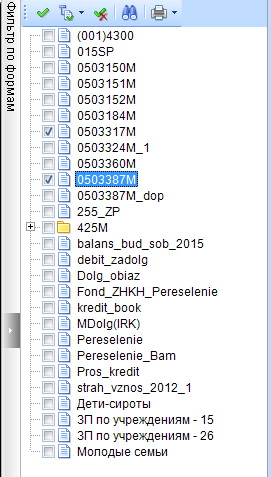 Фильтр по формам
(001)4300
015SP
0503150M
0503151M
0503152M
0503184M
0503317M
0503324M_1
0503360M
0503387M
0503387M_dop
255_ZP
425M
balans_bud_sob_2015
debit_zadolg
Dolg_obiaz
Fond_ZHKH_Pereselenie
kredit_book
MDolg(IRK)
Pereselenie
Pereselenie_Bam
Pros_kredit
strah_vznos_2012_1
Дети-сироты
ЗП по учреждениям - 15
ЗП по учреждениям - 26
Молодые семьи